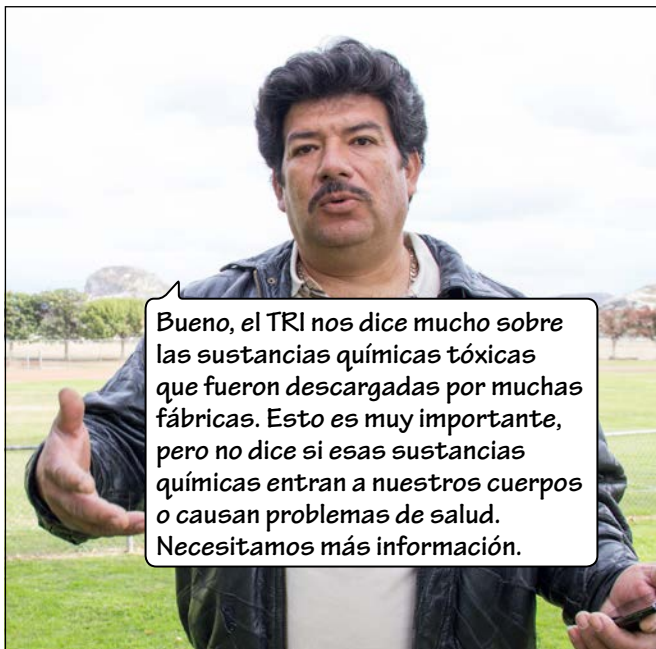 Bueno, el TRI nos dice mucho sobre
las sustancias químicas tóxicas
que fueron descargadas por muchas
fábricas. Esto es muy importante,
pero no dice si esas sustancias
químicas entran a nuestros cuerpos
o causan problemas de salud.
Necesitamos más información.